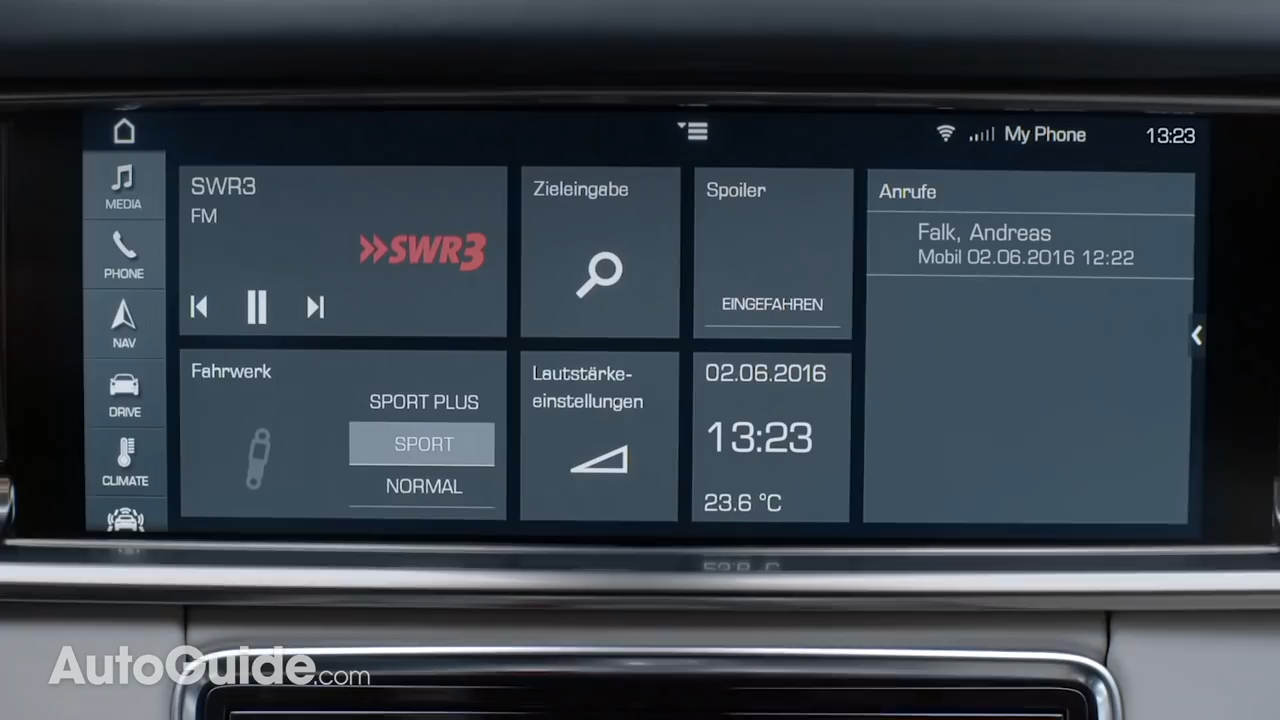 My Phone
13:23
MEDIA
PHONE
NAV
DRIVE
CLIMATE
SWR3
FM
SWR3
Zieleingabe
Spoiler
EINGEFAHREN
Anrufe
Falk, Andreas
Mobil 02.06.2016 12:22
Fahrwerk
SPORT PLUS
SPORT
NORMAL
Lautstärke-
einstellungen
02.06.2016
13:23
23.6 °C
AutoGuide.com